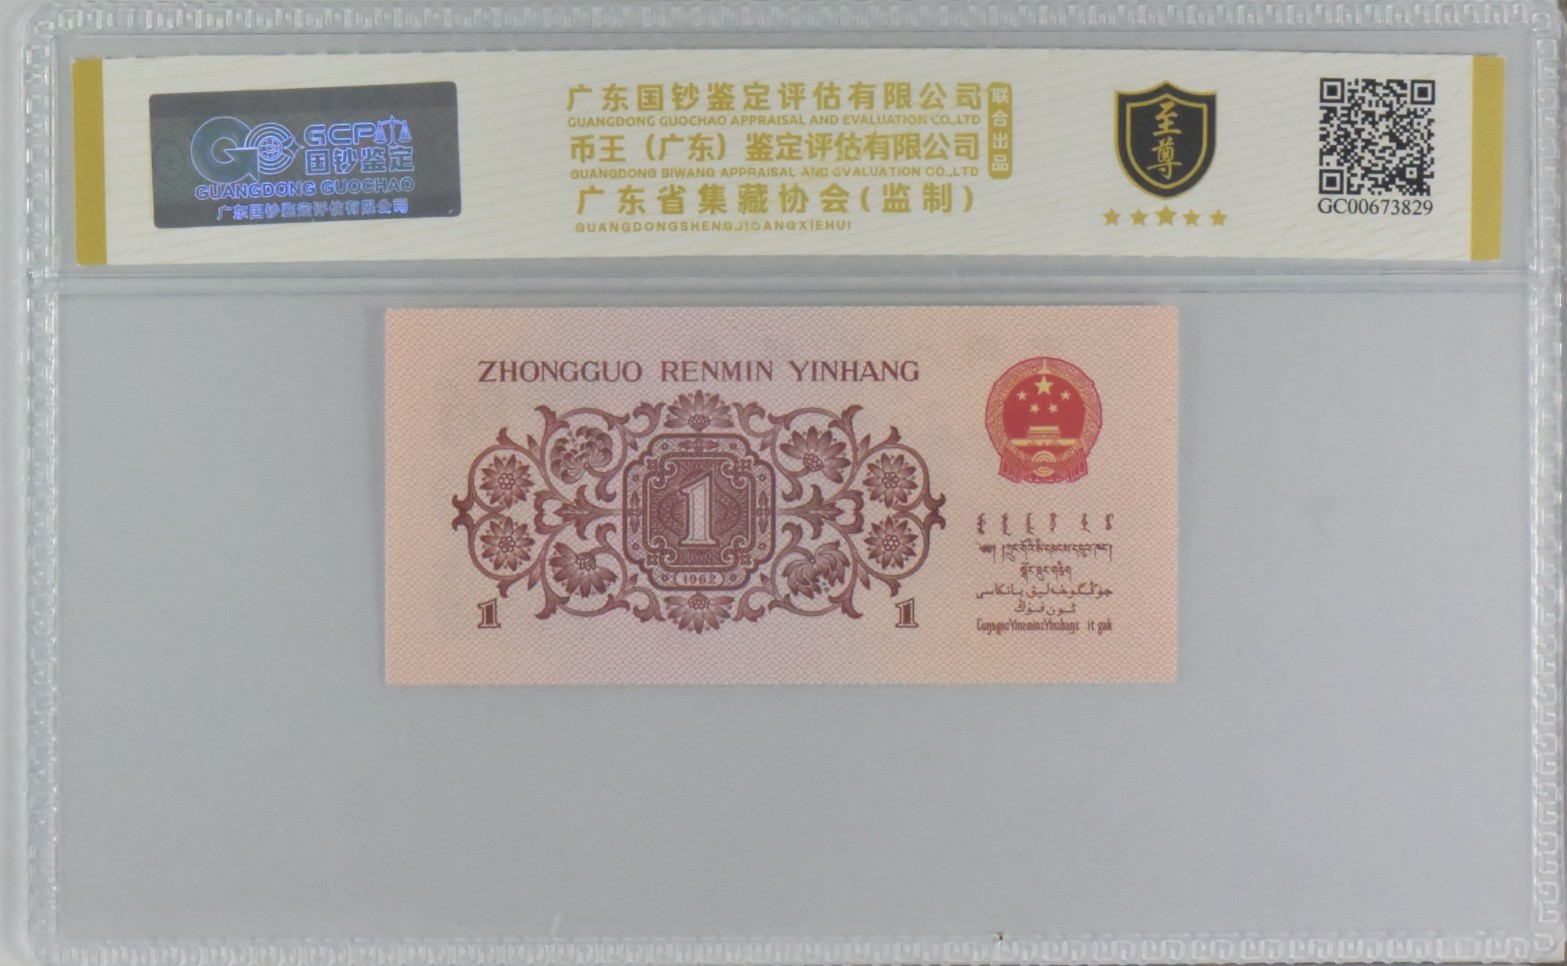 GCP
国钞鉴定
GUANGDONG GUOCHAO
广东国钞鉴定评估有限公司
广东国钞鉴定评估有限公司
GUANGDONG GUOCHAO APPRAISAL AND EVALUATION CO.,LTD
币王（广东）鉴定评估有限公司
GUANGDONG BIWANG APPRAISAL AND EVALUATION CO.,LTD
广东省集藏协会(监制)
GUANGDONGSHENGJICANGXIEHUI
联合出品
至尊
GC00673829
ZHONGGUO RENMIN YINHANG
1
1962
1
1
جۇڭگوخەلىق بانكاسى
ئون فۇڭ